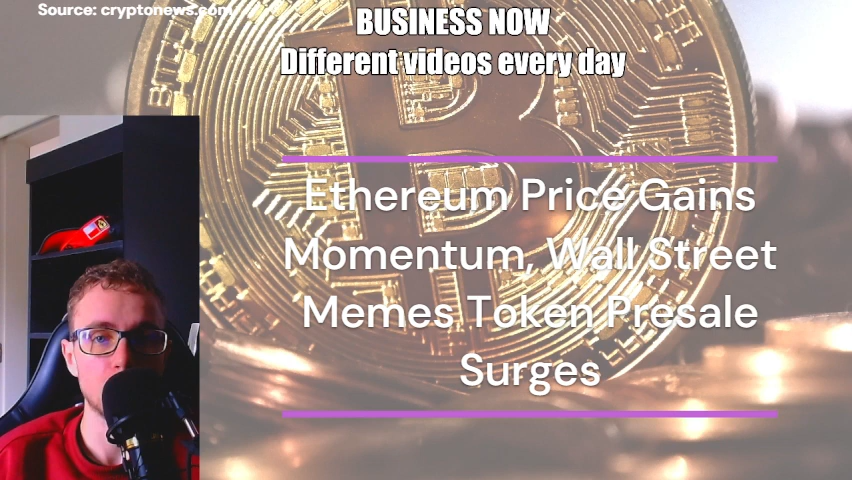 Source: cryptonews.com
BUSINESS NOW
Different videos every day
Ethereum Price Gains
Momentum, Wall Street
Memes Token Presale
Surges